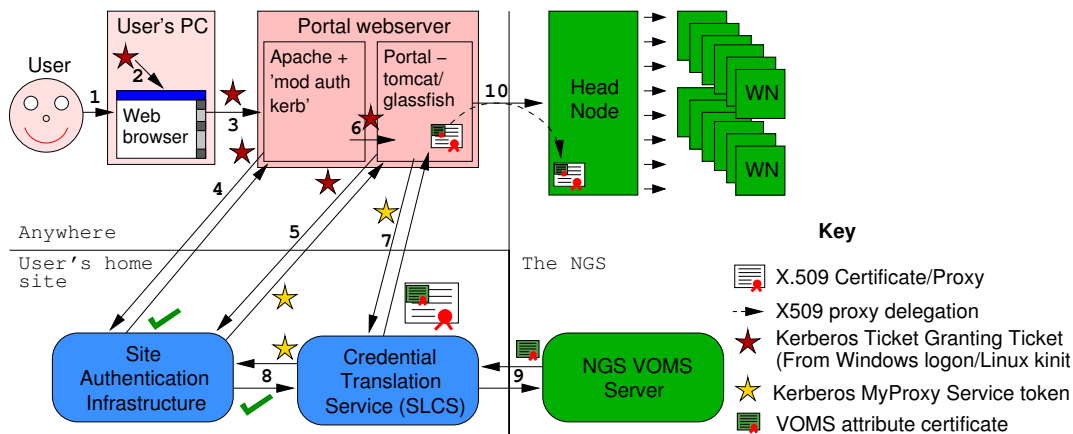 User's PC
Portal webserver
User
2
Apache +
'mod auth
kerb'
Portal –
tomcat/
glassfish
10
Head
Node
WN
1
Web
browser
3
6
WN
4
5
7
Anywhere
User's home
site
The NGS
Key
X.509 Certificate/Proxy
X509 proxy delegation
Kerberos Ticket Granting Ticket
(From Windows logon/Linux kinit
Kerberos MyProxy Service token
VOMS attribute certificate
Site
Authentication
Infrastructure
8
Credential
Translation
Service (SLCS)
9
NGS VOMS
Server